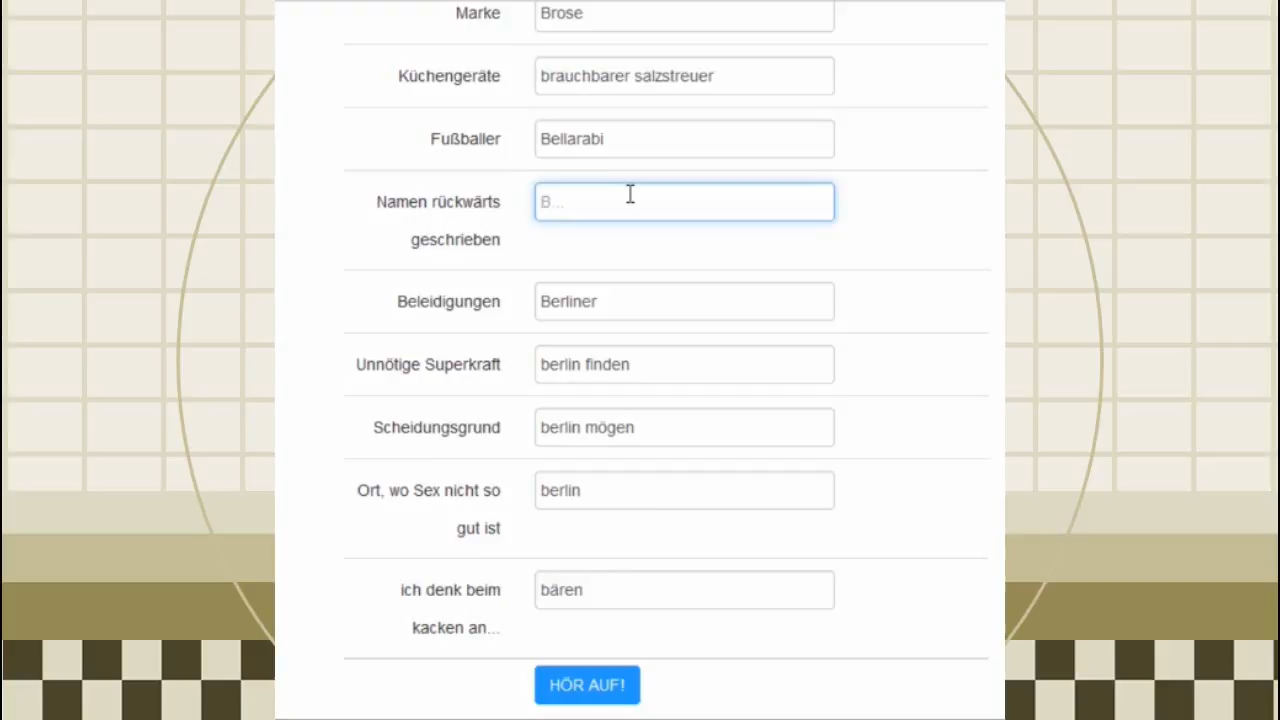 Marke Brose
Küchengeräte brauchbarer salzstreuer
Fußballer Bellarabi
Namen rückwärts B...
geschrieben
Beleidigungen Berliner
Unnötige Superkraft berlin finden
Scheidungsgrund berlin mögen
Ort, wo Sex nicht so berlin
gut ist
ich denk beim bären
kacken an...
HÖR AUF!